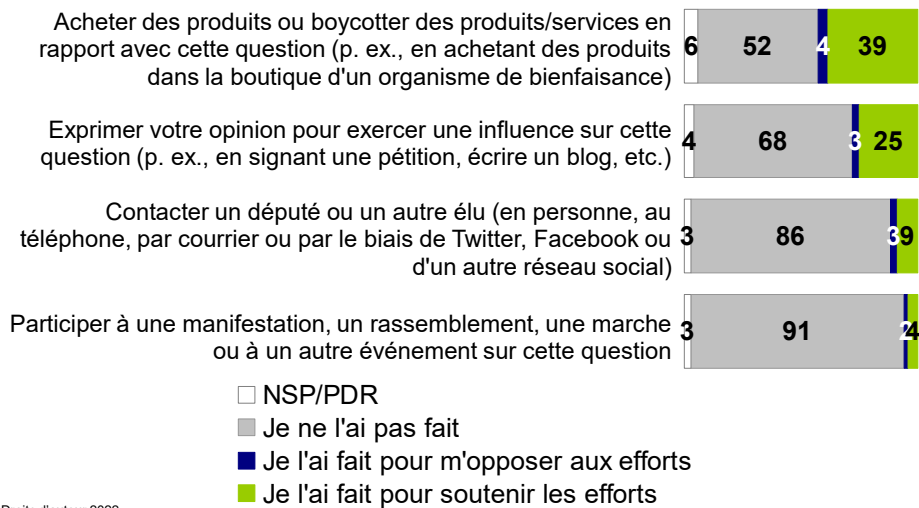 Acheter des produits ou boycotter des produits/services en
rapport avec cette question (p. ex., en achetant des produits
dans la boutique d'un organisme de bienfaisance)
6 52 4 39
Exprimer votre opinion pour exercer une influence sur cette
question (p. ex., en signant une pétition, écrire un blog, etc.)
4 68 3 25
Contacter un député ou un autre élu (en personne, au
téléphone, par courrier ou par le biais de Twitter, Facebook ou
d'un autre réseau social)
3 86 3 9
Participer à une manifestation, un rassemblement, une marche
ou à un autre événement sur cette question
3 91 2 4
NSP/PDR
Je ne l'ai pas fait
Je l'ai fait pour m'opposer aux efforts
Je l'ai fait pour soutenir les efforts